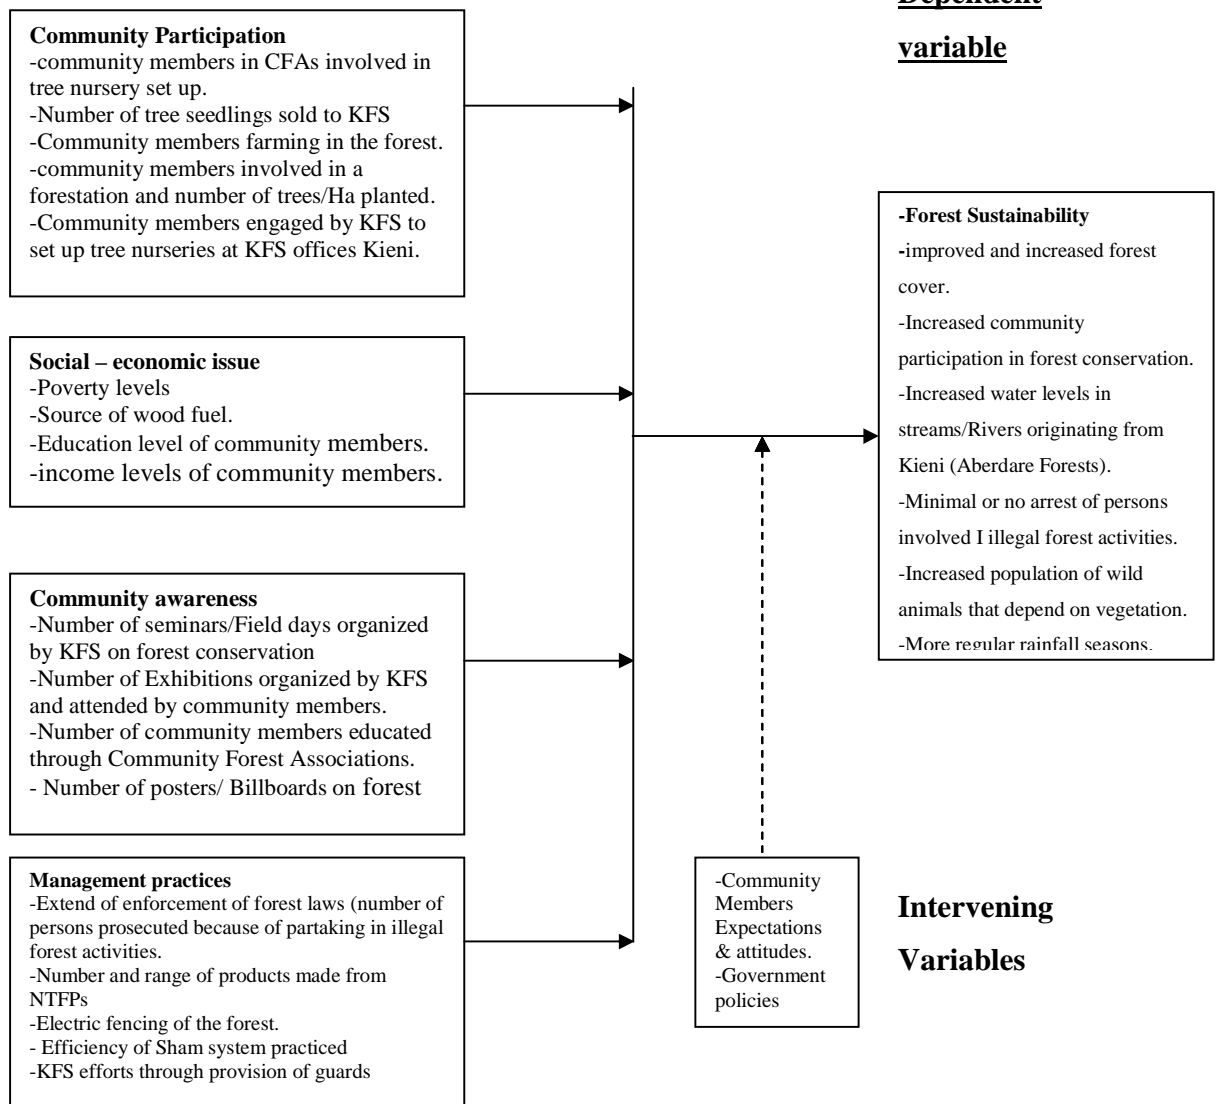 Dependent
variable
Community Participation
-community members in CFAs involved in
tree nursery set up.
-Number of tree seedlings sold to KFS
-Community members farming in the forest.
-community members involved in a
forestation and number of trees/Ha planted.
-Community members engaged by KFS to
set up tree nurseries at KFS offices Kieni.
Social – economic issue
-Poverty levels
-Source of wood fuel.
-Education level of community members.
-income levels of community members.
Community awareness
-Number of seminars/Field days organized
by KFS on forest conservation
-Number of Exhibitions organized by KFS
and attended by community members.
-Number of community members educated
through Community Forest Associations.
- Number of posters/ Billboards on forest
Management practices
-Extend of enforcement of forest laws (number of
persons prosecuted because of partaking in illegal
forest activities.
-Number and range of products made from
NTFPs
-Electric fencing of the forest.
- Efficiency of Sham system practiced
-KFS efforts through provision of guards
-Forest Sustainability
-improved and increased forest
cover.
-Increased community
participation in forest conservation.
-Increased water levels in
streams/Rivers originating from
Kieni (Aberdare Forests).
-Minimal or no arrest of persons
involved I illegal forest activities.
-Increased population of wild
animals that depend on vegetation.
-More regular rainfall seasons.
-Community
Members
Expectations
& attitudes.
-Government
policies
Intervening
Variables